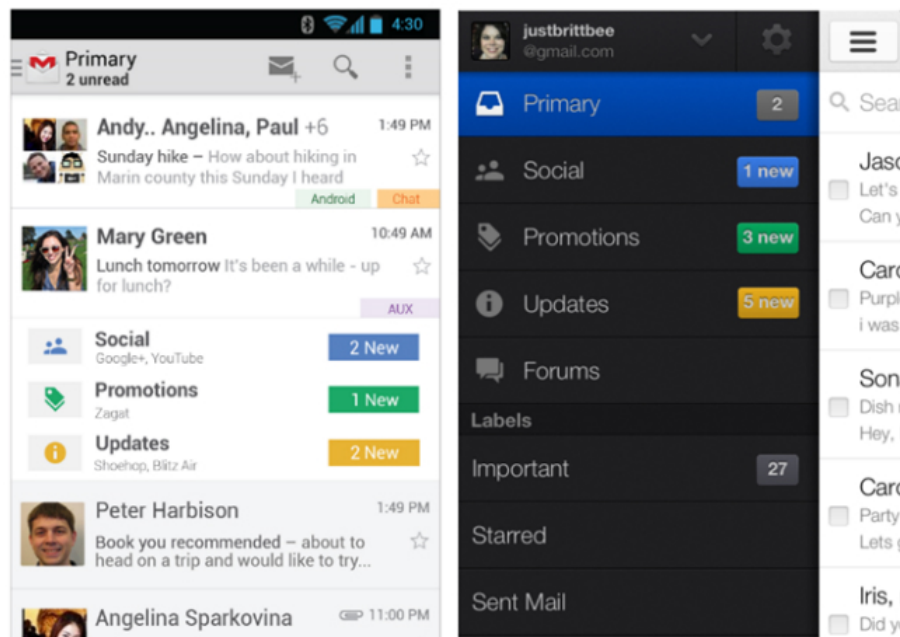 4:30
Primary
2 unread
Andy.. Angelina, Paul +6 1:49 PM
Sunday hike – How about hiking in
Marin county this Sunday I heard
Android Chat
Mary Green 10:49 AM
Lunch tomorrow It's been a while - up
for lunch?
AUX
Social
Google+, YouTube
2 New
Promotions
Zagat
1 New
Updates
Shoehop, Blitz Air
2 New
Peter Harbison 1:49 PM
Book you recommended – about to
head on a trip and would like to try...
Angelina Sparkovina 11:00 PM
justbrittbee
@gmail.com
Primary 2
Social 1 new
Promotions 3 new
Updates 5 new
Forums
Labels
Important 27
Starred
Sent Mail
Let's
Can
Card
i was
Son
Dish
Hey,
Card
Party
Lets
Iris,
Did